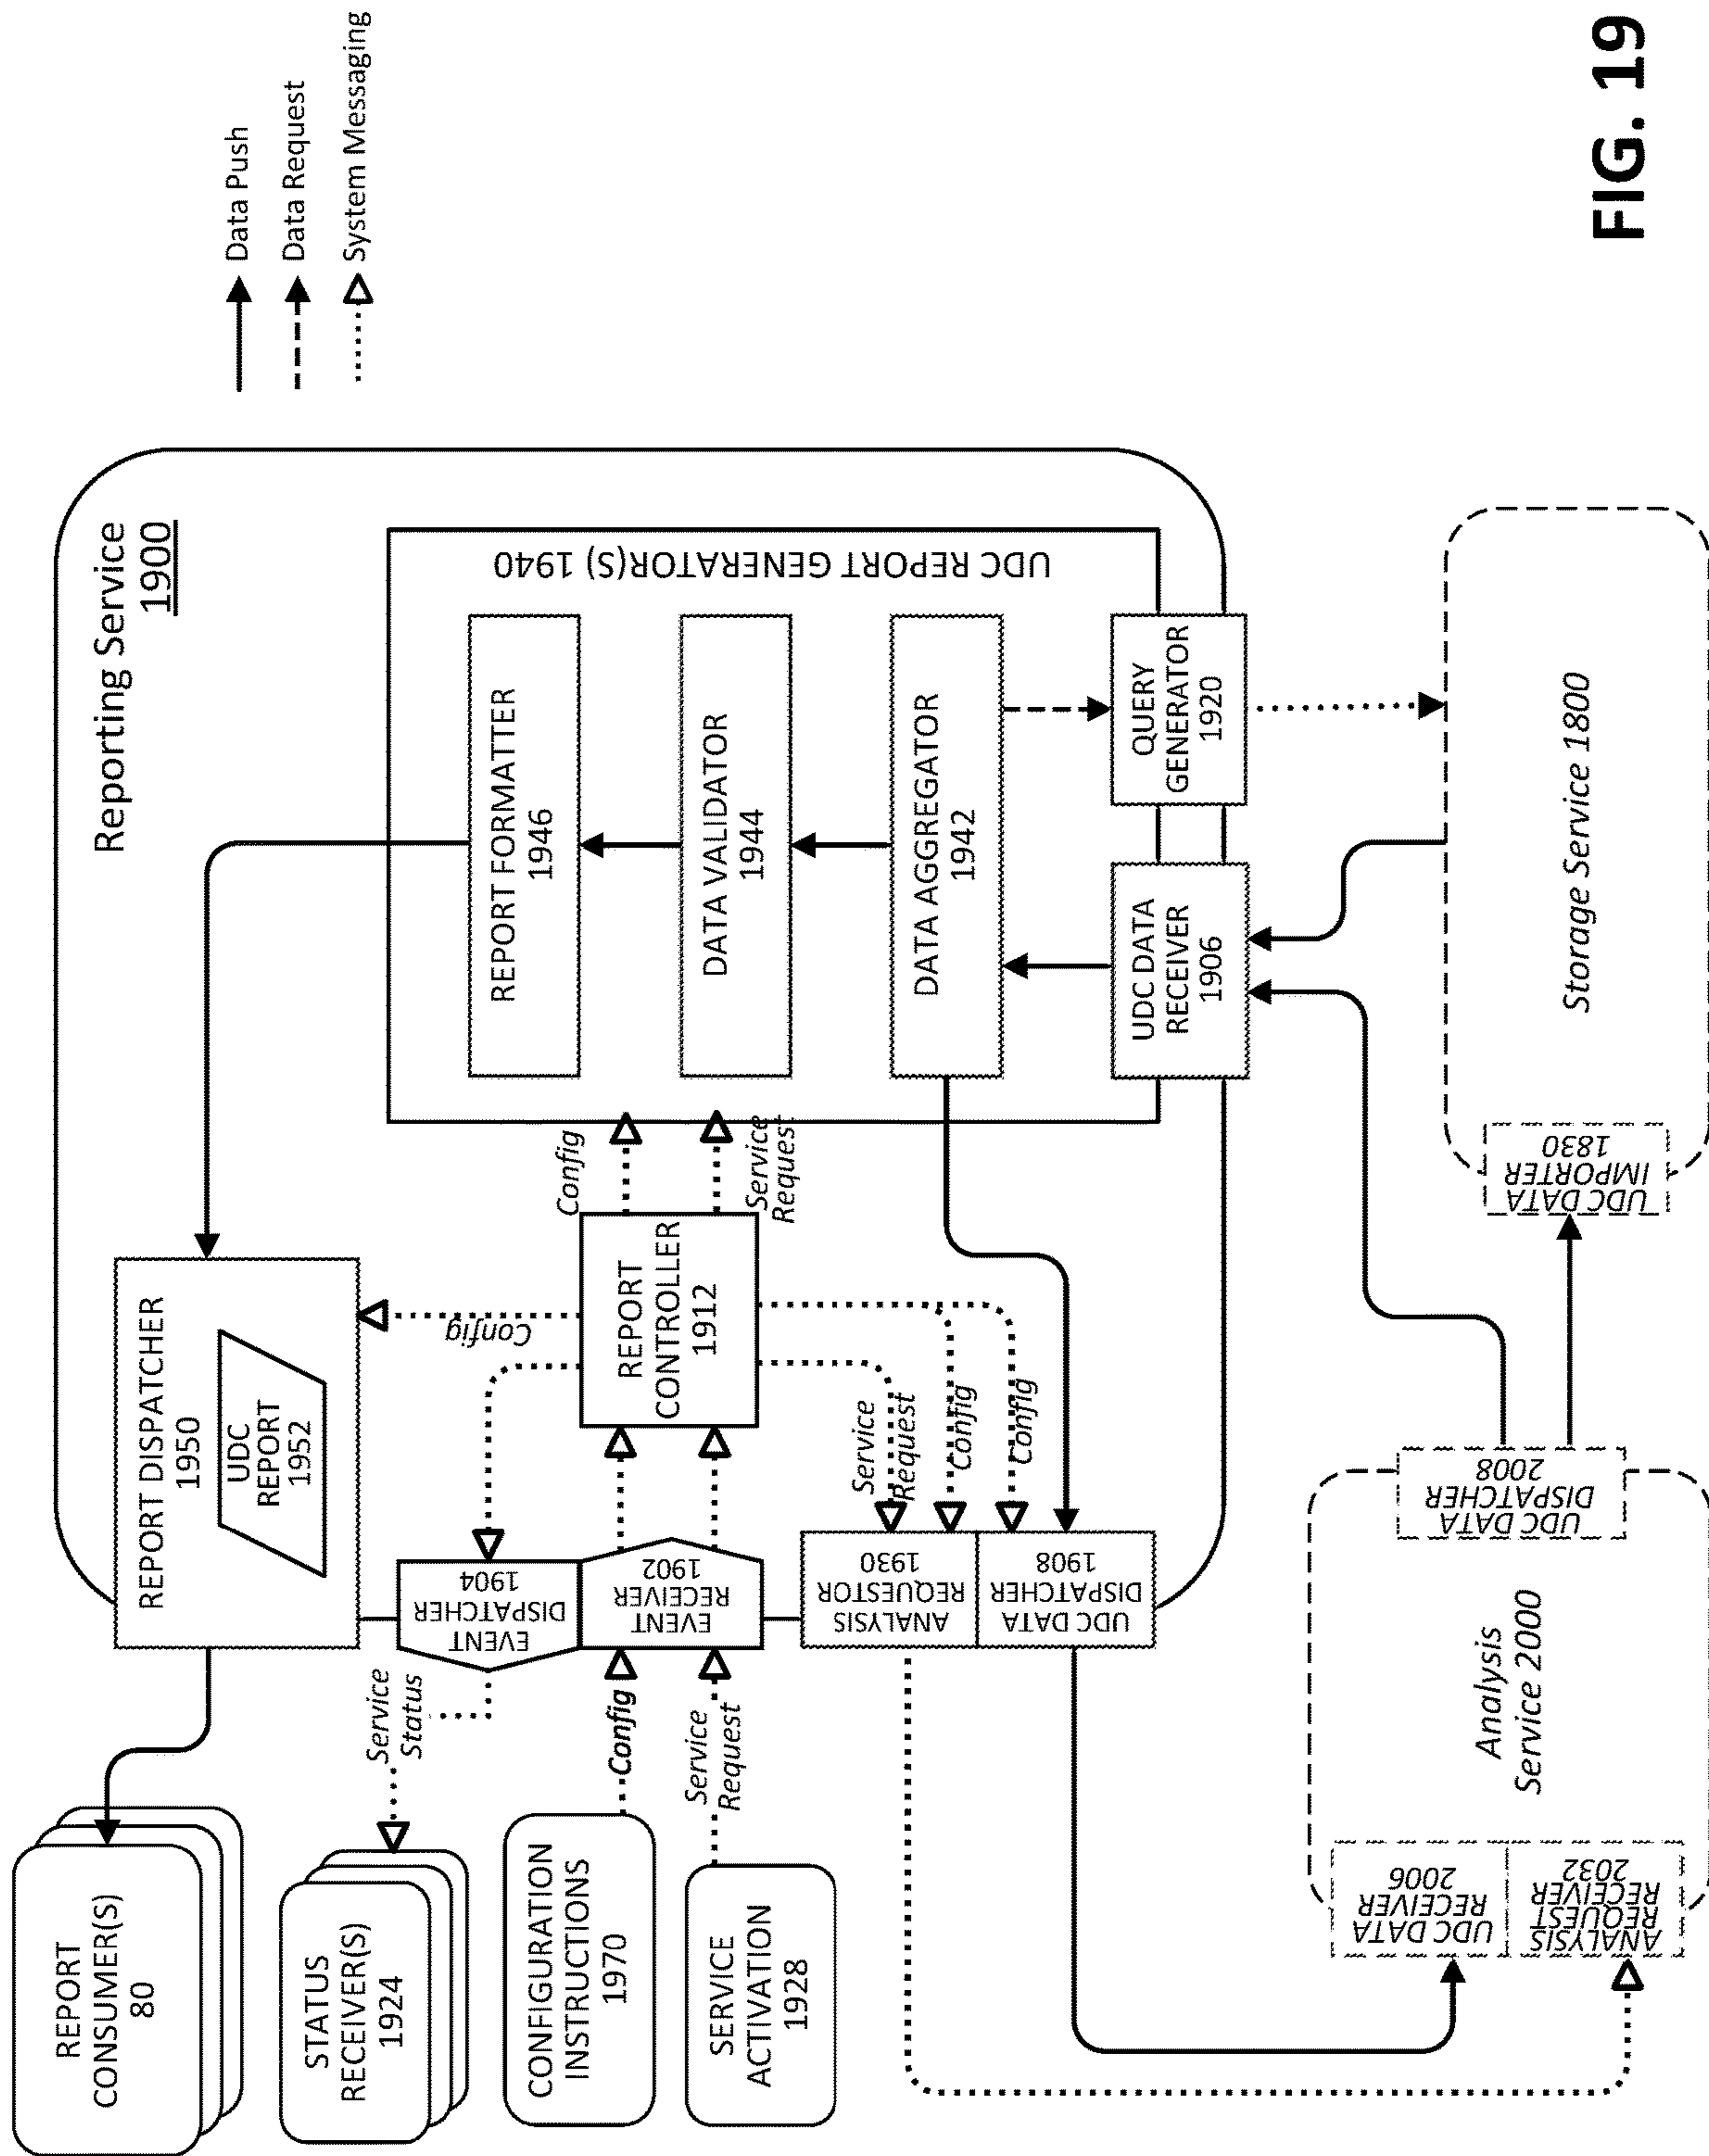 REPORT
CONSUMER(S)
80
STATUS
RECEIVER(S)
1924
CONFIGURATION
INSTRUCTIONS
1970
SERVICE
ACTIVATION
1928
Service
Status
Config
Service
Request
Reporting Service
1900
REPORT DISPATCHER
1950
UDC
REPORT
1952
EVENT
DISPATCHER
1904
EVENT
RECEIVER
1902
ANALYSIS
REQUESTOR
1930
UDC DATA
DISPATCHER
1908
Config
REPORT
CONTROLLER
1912
Service
Request
Config
Config
Config
Service
Request
UDC REPORT GENERATOR(S) 1940
REPORT FORMATTER
1946
DATA VALIDATOR
1944
DATA AGGREGATOR
1942
UDC DATA
RECEIVER
1906
QUERY
GENERATOR
1920
Data Push
Data Request
System Messaging
UDC DATA
RECEIVER
2006
ANALYSIS
REQUEST
RECEIVER
2032
Analysis
Service 2000
UDC DATA
DISPATCHER
2008
UDC DATA
IMPORTER
1830
Storage Service 1800
FIG. 19